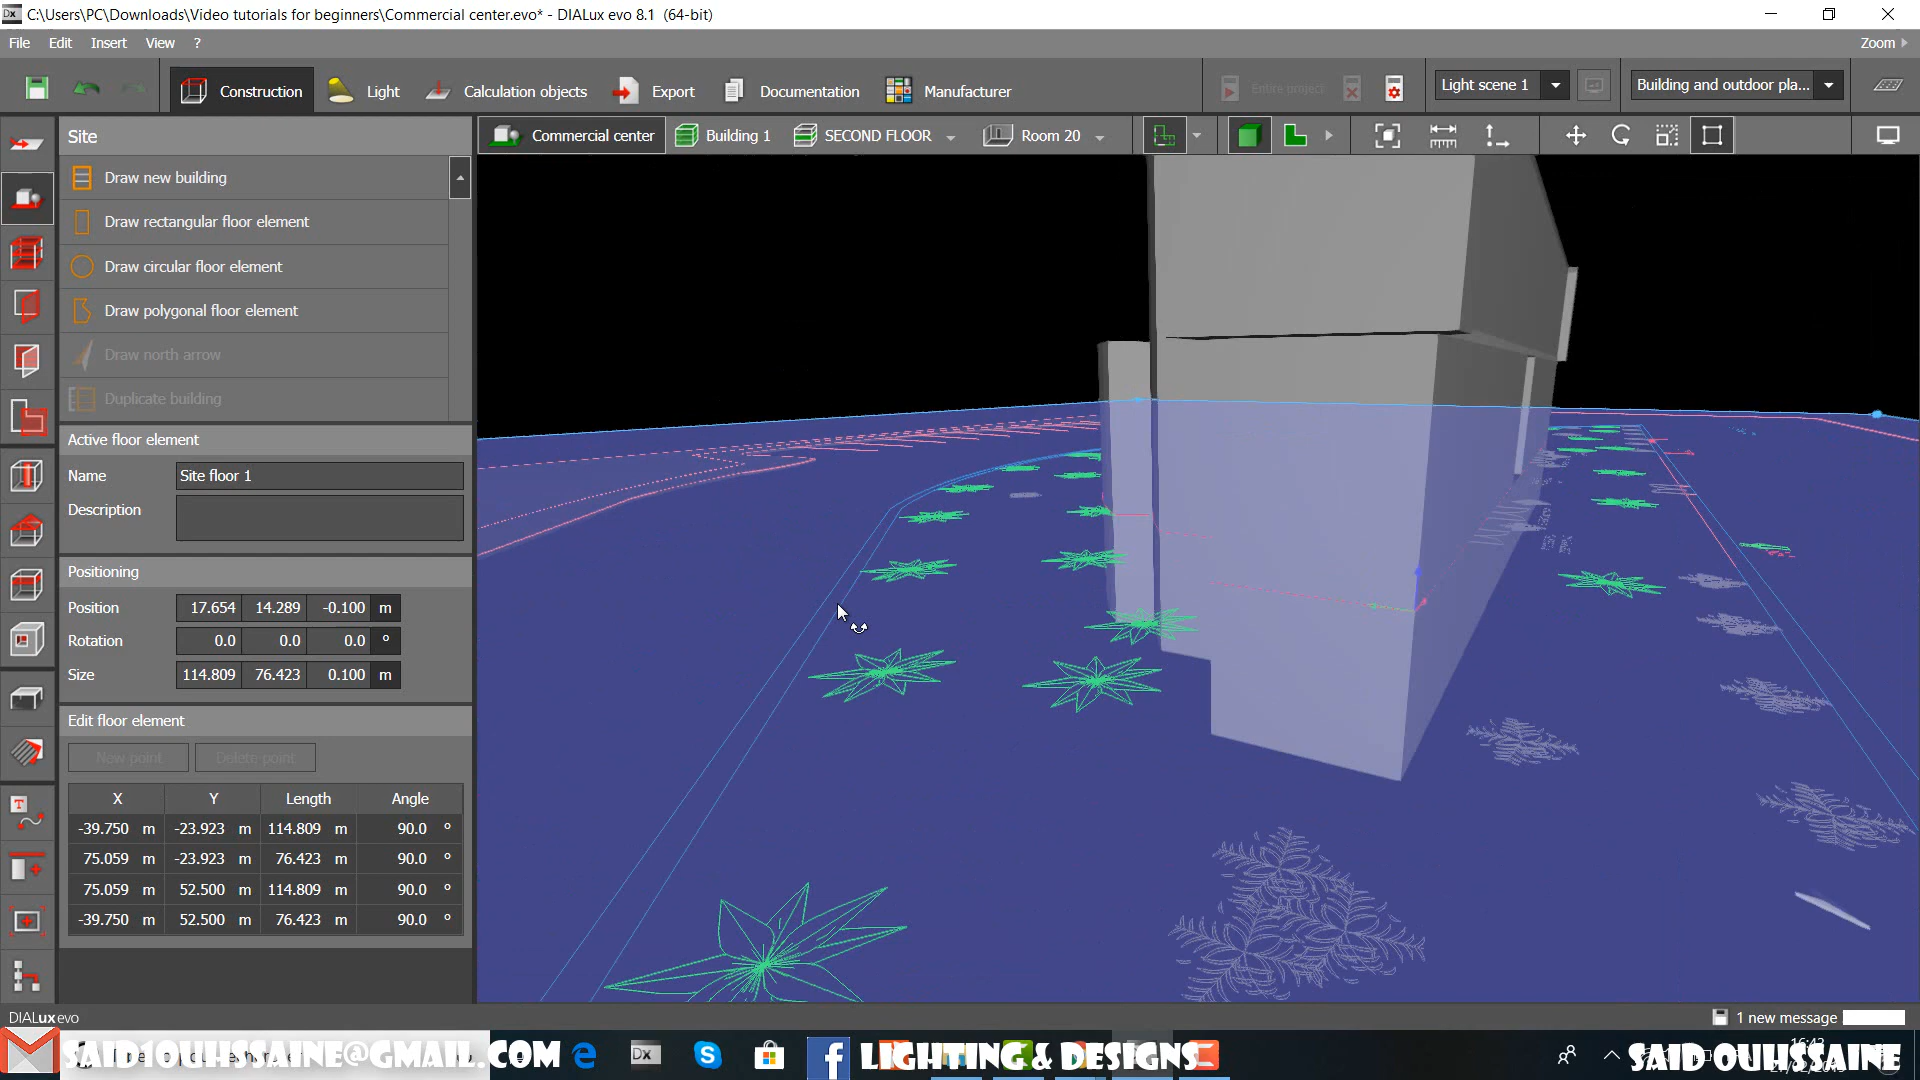 C:\Users\PC\Downloads\Video tutorials for beginners\Commercial center.evo* - DIALux evo 8.1 (64-bit)
File Edit Insert View ? Zoom
Construction Light Calculation objects Export Documentation Manufacturer Entire project Light scene 1 Building and outdoor pla...
Site Commercial center Building 1 SECOND FLOOR Room 20
Draw new building
Draw rectangular floor element
Draw circular floor element
Draw polygonal floor element
Draw north arrow
Duplicate building
Active floor element
Name Site floor 1
Description
Positioning
Position 17.654 14.289 -0.100 m
Rotation 0.0 0.0 0.0 °
Size 114.809 76.423 0.100 m
Edit floor element
New point Delete point
X Y Length Angle
-39.750 m -23.923 m 114.809 m 90.0 °
75.059 m -23.923 m 76.423 m 90.0 °
75.059 m 52.500 m 114.809 m 90.0 °
-39.750 m 52.500 m 76.423 m 90.0 °
DIALux evo 1 new message
SAID1OUHSSAINE@GMAIL.COM LIGHTING & DESIGNS SAID OUHSSAINE